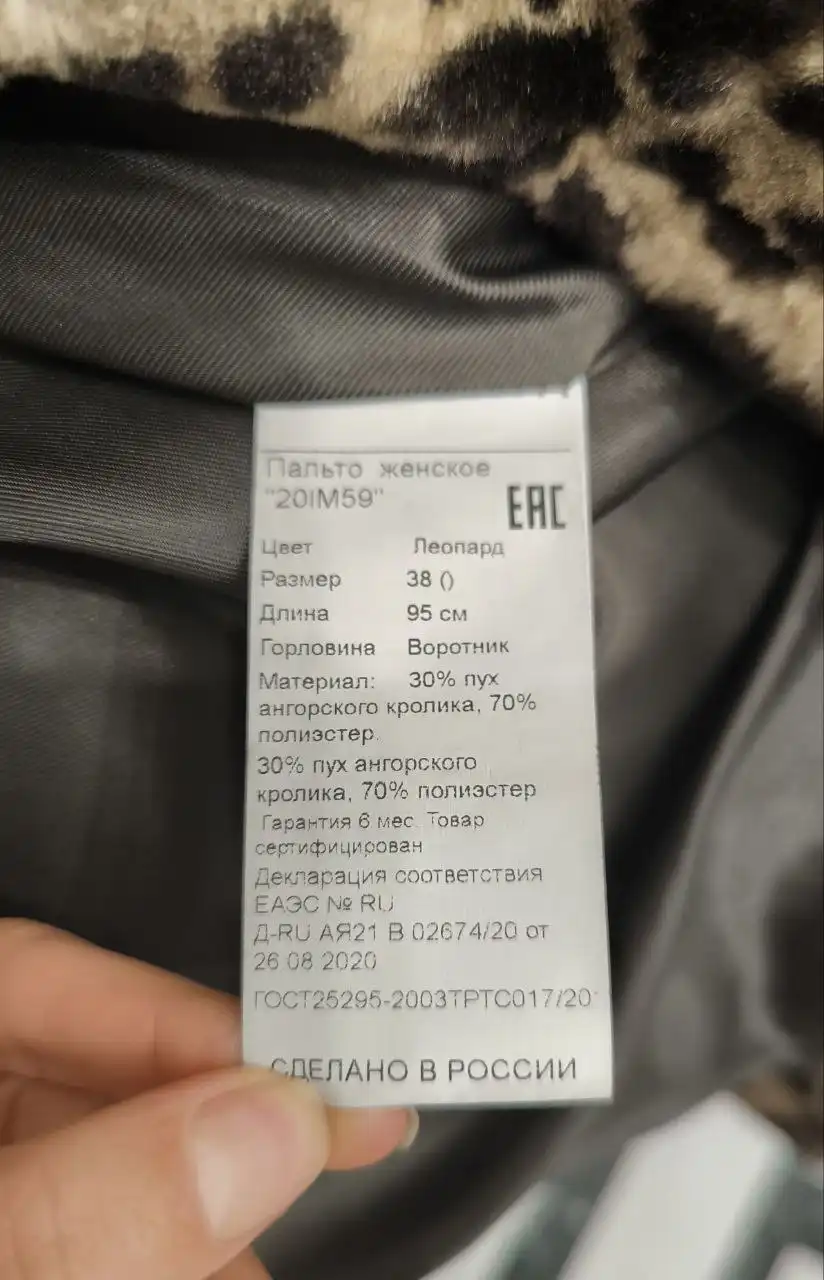 Пальто женское
"20IM59"
EAC
Цвет Леопард
Размер 38 ()
Длина 95 см
Горловина Воротник
Материал: 30% пух
ангорского кролика, 70%
полиэстер.
30% пух ангорского
кролика, 70% полиэстер
Гарантия 6 мес. Товар
сертифицирован
Декларация соответствия
ЕАЭС № RU
Д-RU АЯ21 В 02674/20 от
26 08 2020
ГОСТ25295-2003ТРТС017/20
СДЕЛАНО В РОССИИ